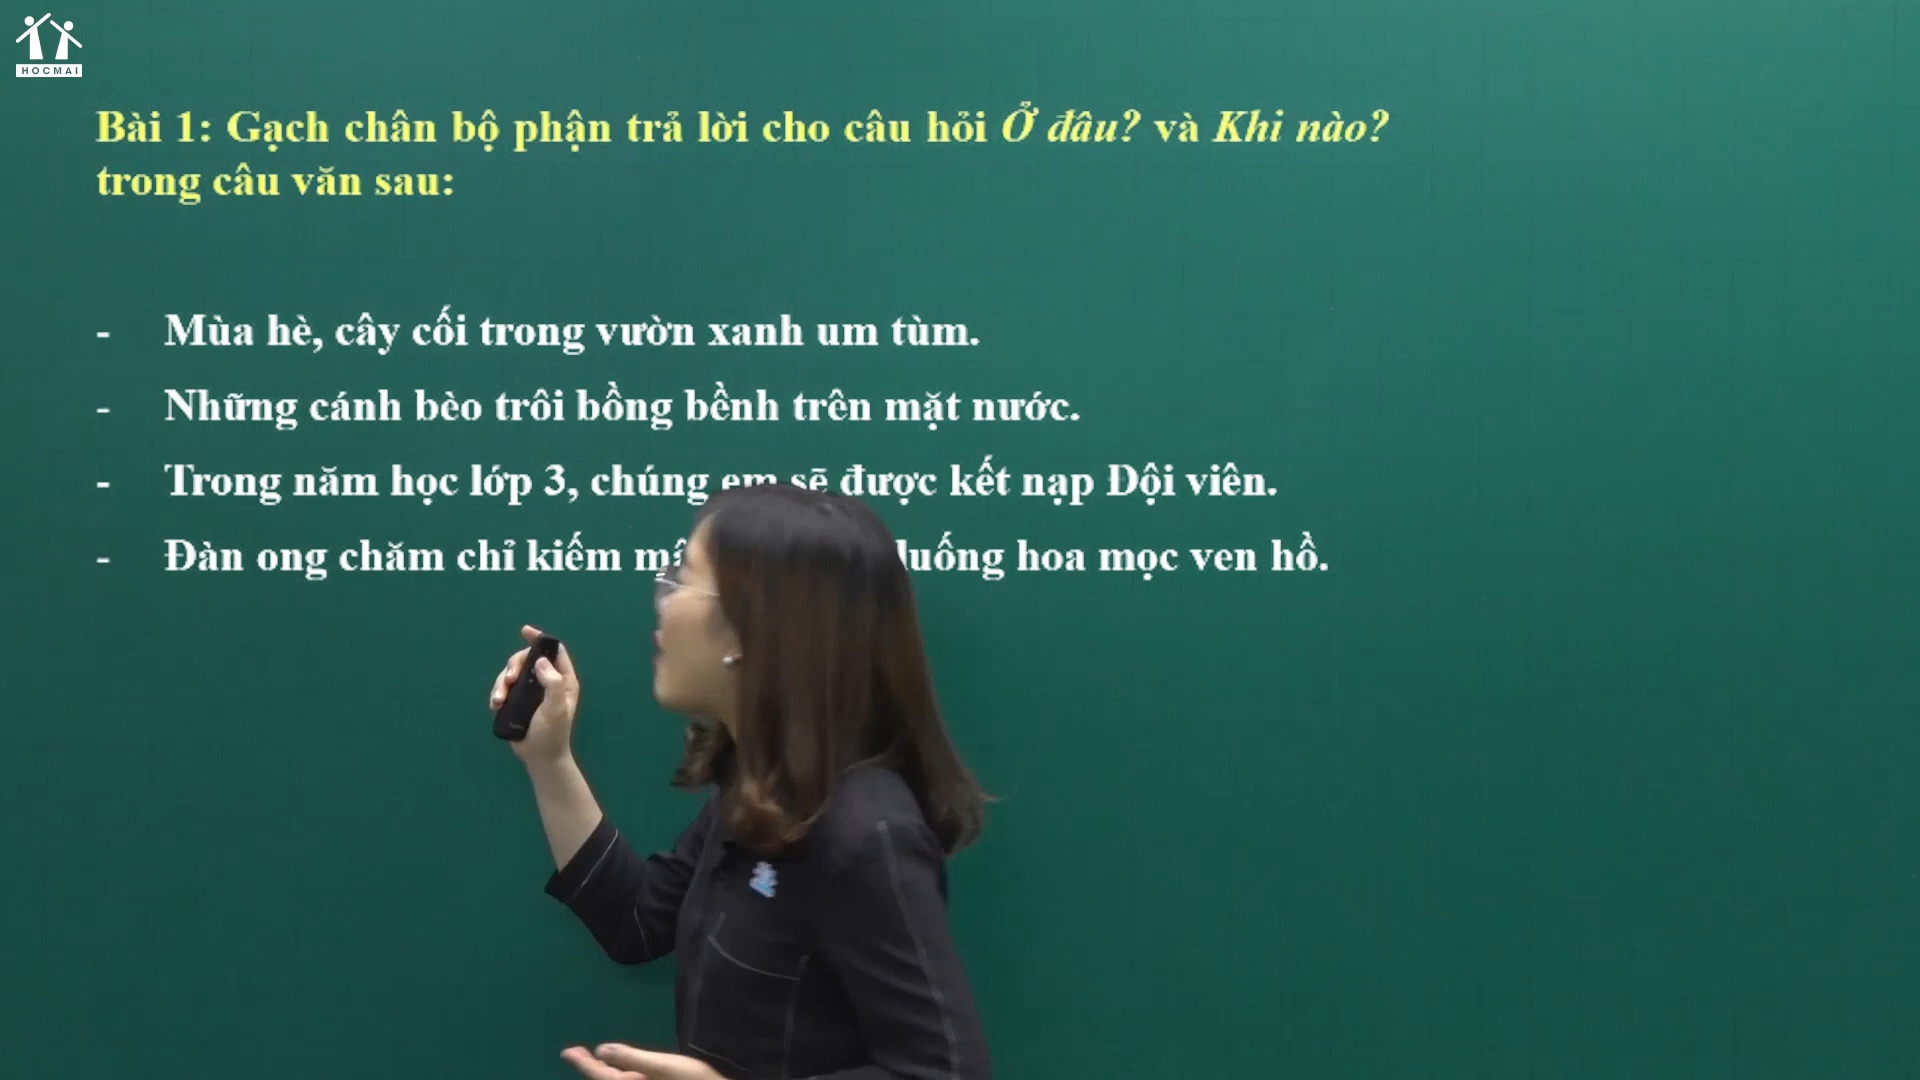 HOCMAI
Bài 1: Gạch chân bộ phận trả lời cho câu hỏi Ở đâu? và Khi nào?
trong câu văn sau:
- Mùa hè, cây cối trong vườn xanh um tùm.
- Những cánh bèo trôi bồng bềnh trên mặt nước.
- Trong năm học lớp 3, chúng em sẽ được kết nạp Đội viên.
- Đàn ong chăm chỉ kiếm luống hoa mọc ven hồ.